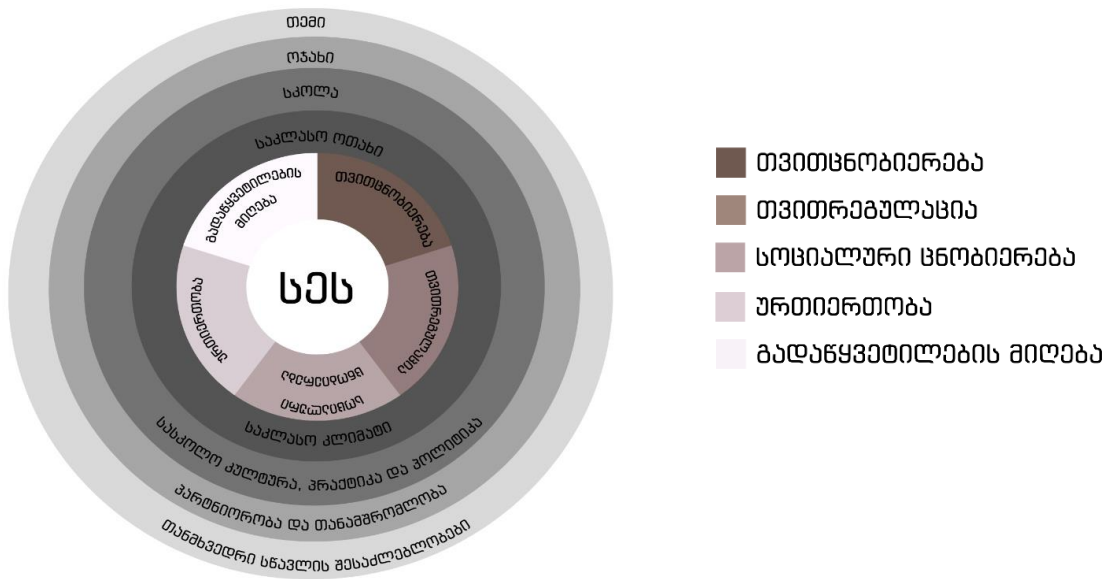 თემი
ოჯახი
სკოლა
საკლასო ოთახი
გადაწყვეტილების
მიღება
თვითცნობიერება
თვითრეგულაცია
სოციალური
ცნობიერება
ურთიერთობა
სეს
საკლასო კლიმატი
სასკოლო კულტურა, პრაქტიკა და პოლიტიკა
პარტნიორობა და თანამშრომლობა
თანმხვედრი სწავლის შესაძლებლობები
თვითცნობიერება
თვითრეგულაცია
სოციალური ცნობიერება
ურთიერთობა
გადაწყვეტილების მიღება